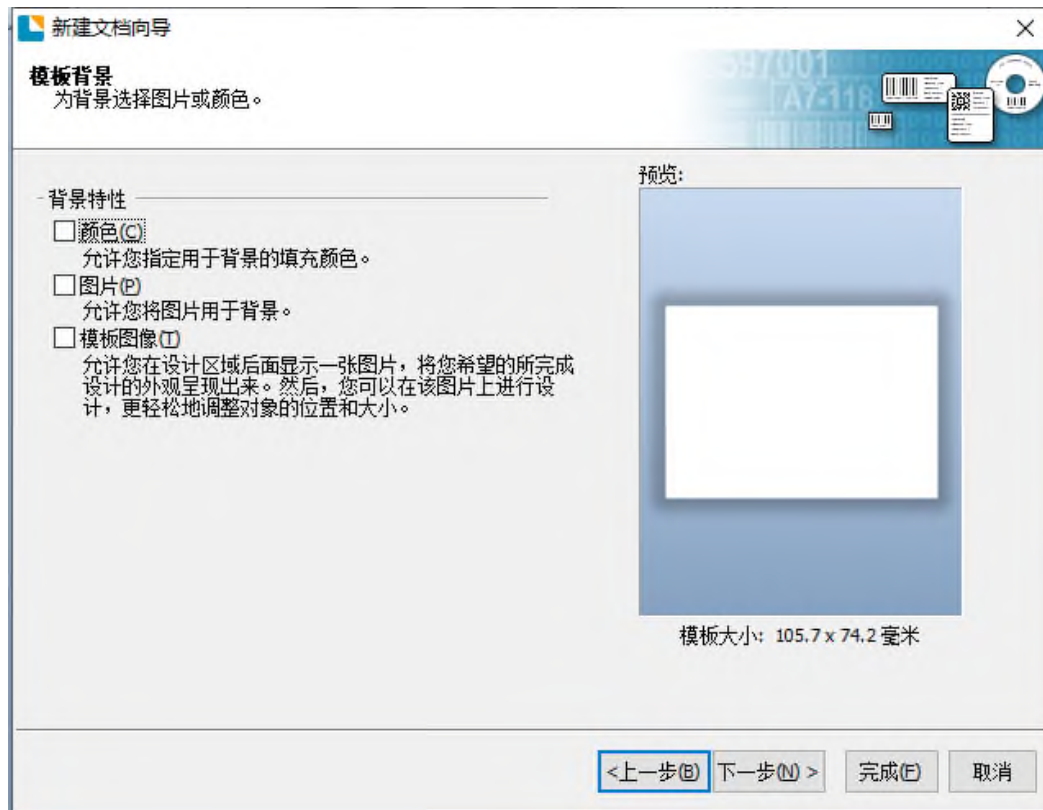 新建文档向导
模板背景
为背景选择图片或颜色。
597001
A7-118
预览:
背景特性
颜色(C)
允许您指定用于背景的填充颜色。
图片(P)
允许您将图片用于背景。
模板图像(T)
允许您在设计区域后面显示一张图片，将您希望的所完成
设计的外观呈现出来。然后，您可以在该图片上进行设
计，更轻松地调整对象的位置和大小。
模板大小: 105.7 x 74.2 毫米
<上一步(B)
下一步(N) >
完成(F)
取消